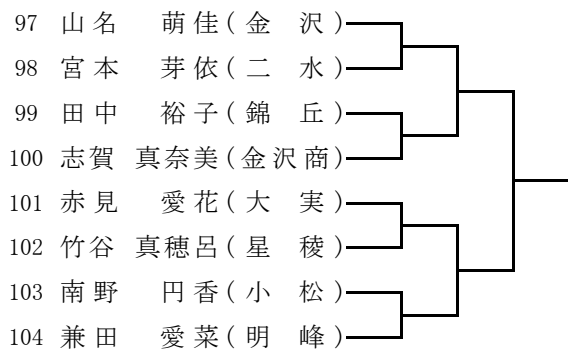 97 山名 萌佳(金 沢)
98 宮本 芽依(二 水)
99 田中 裕子(錦 丘)
100 志賀 真奈美(金沢商)
101 赤見 愛花(大 実)
102 竹谷 真穂呂(星 稜)
103 南野 円香(小 松)
104 兼田 愛菜(明 峰)